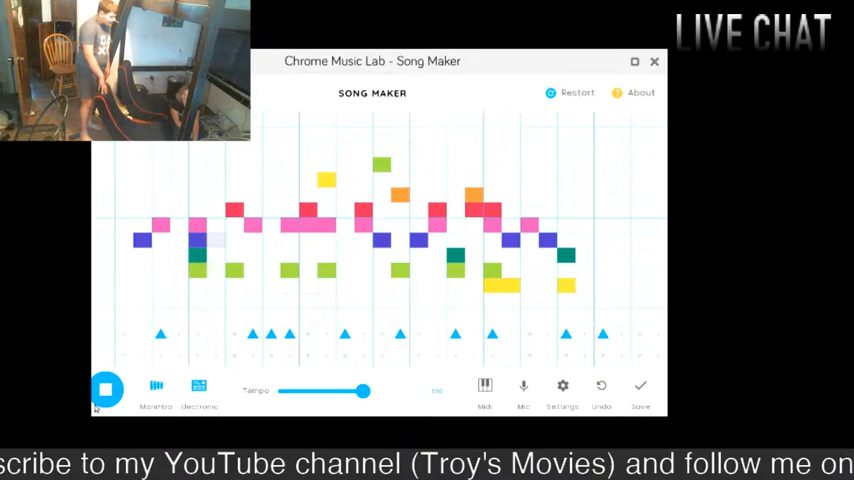 LIVE CHAT
Chrome Music Lab - Song Maker
SONG MAKER
Restart
About
Tempo
Marimba
Electronic
Midi
Mic
Settings
Undo
Save
scribe to my YouTube channel (Troy's Movies) and follow me on